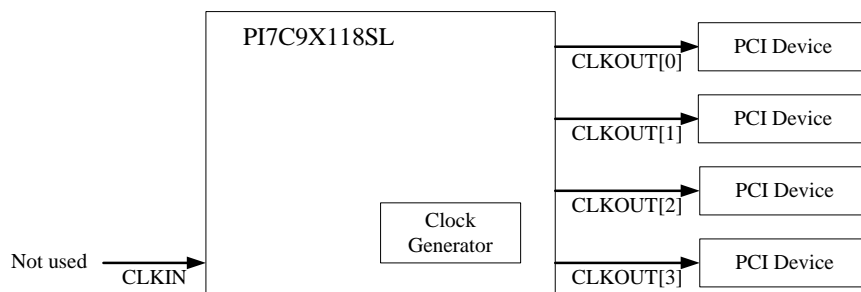 PI7C9X118SL
PCI Device
CLKOUT[0]
PCI Device
CLKOUT[1]
PCI Device
CLKOUT[2]
Clock
Generator
Not used
CLKIN
PCI Device
CLKOUT[3]